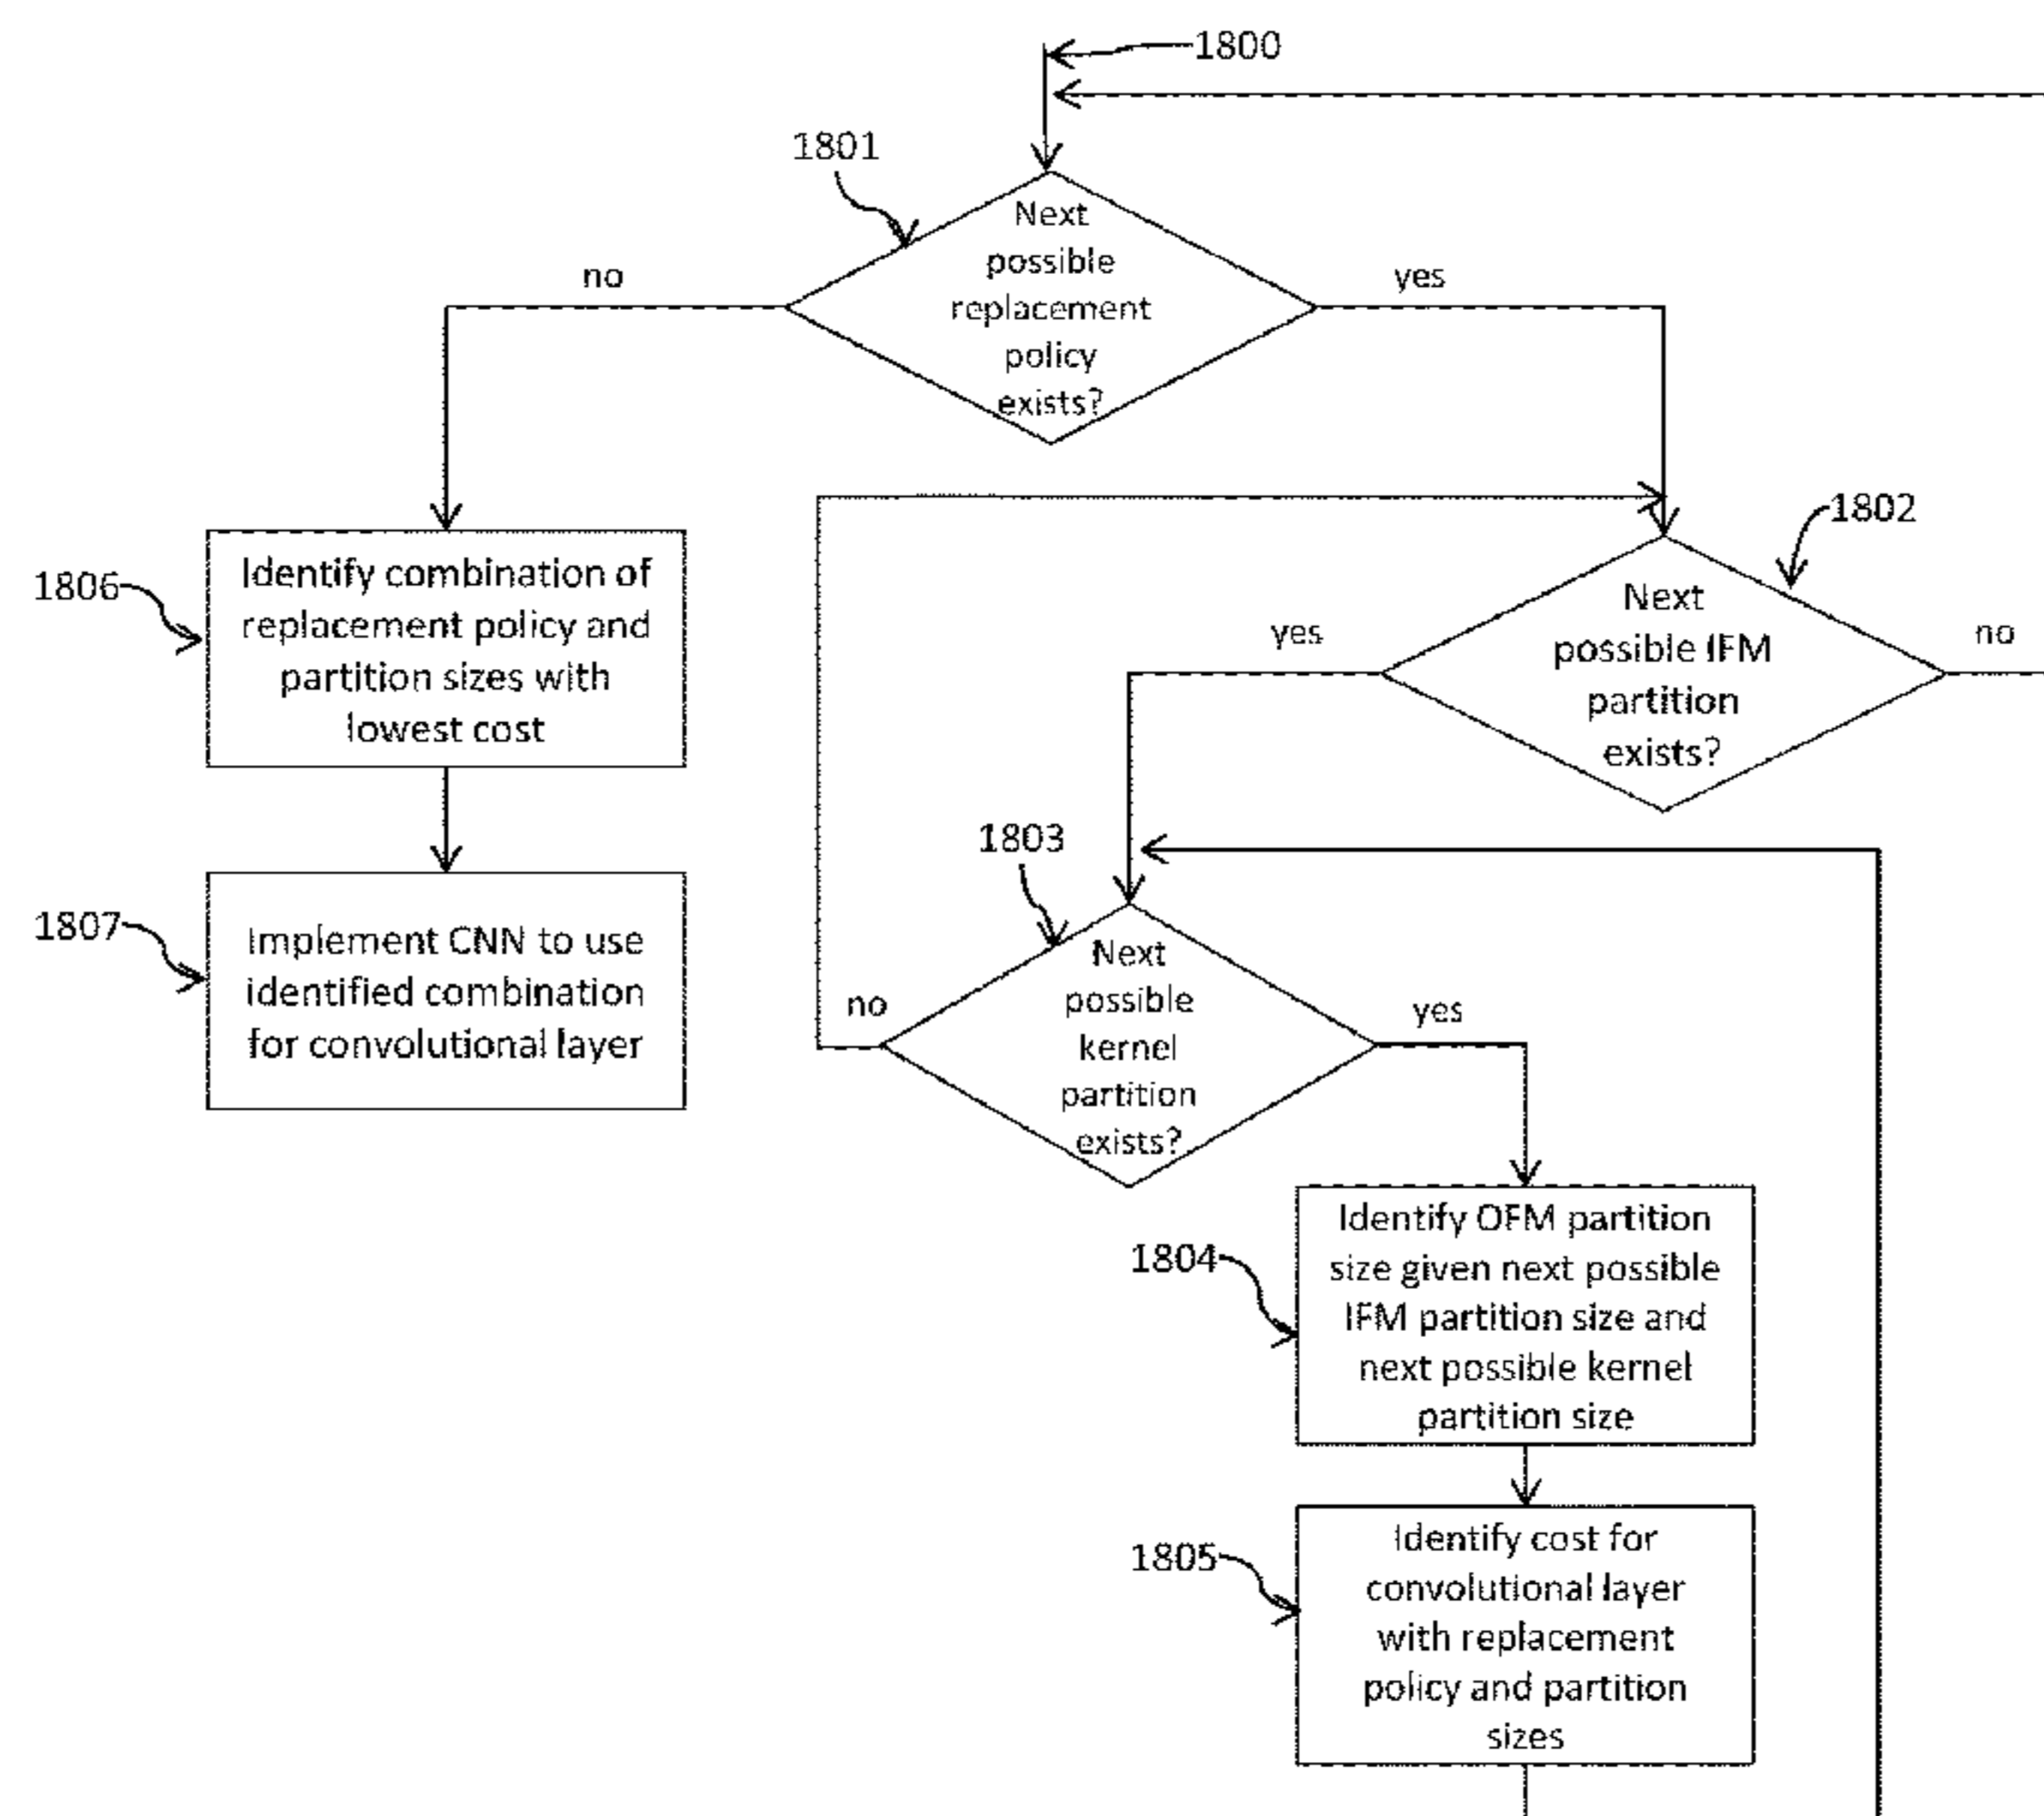 1800
1801
Next
possible
replacement
policy
exists?
no
yes
1802
1806
Identify combination of
replacement policy and
partition sizes with
lowest cost
Next
possible IFM
partition
exists?
yes
no
1803
1807
Implement CNN to use
identified combination
for convolutional layer
Next
possible
kernel
partition
exists?
no
yes
1804
Identify OFM partition
size given next possible
IFM partition size and
next possible kernel
partition size
1805
Identify cost for
convolutional layer
with replacement
policy and partition
sizes